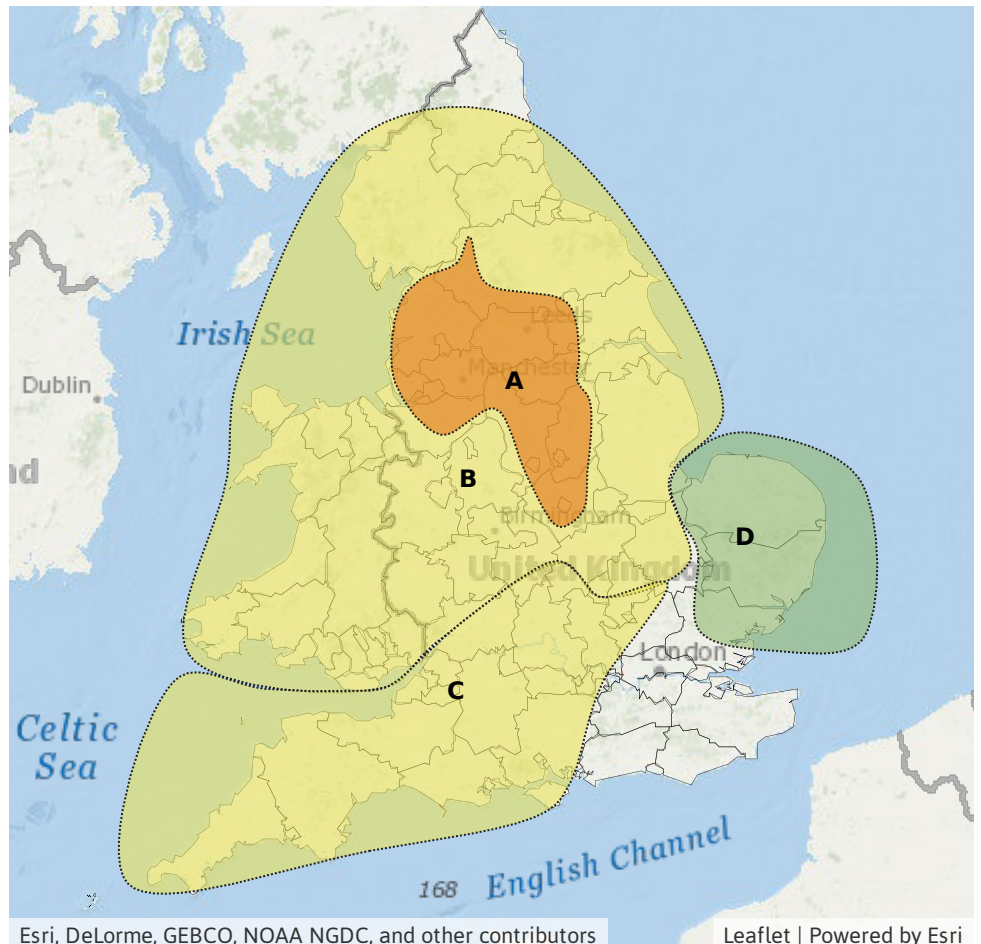 Irish Sea
Leeds
Dublin
Manchester
A
nd
B
Birmingham
D
United Kingdom
London
C
Celtic
Sea
English Channel
168
Esri, DeLorme, GEBCO, NOAA NGDC, and other contributors
Leaflet | Powered by Esri